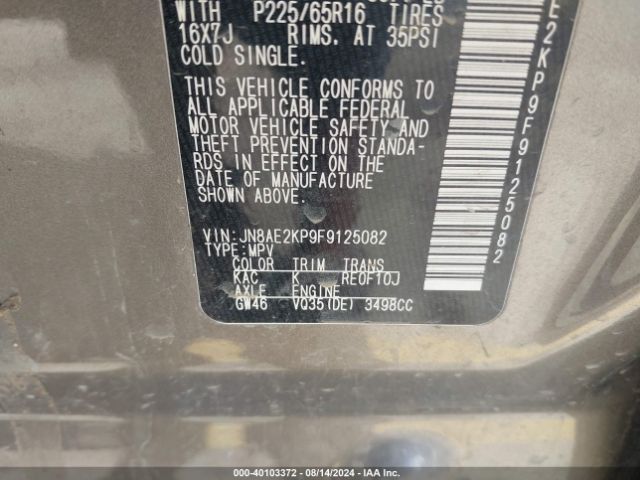 WITH P225/65R16 TIRES
16X7J RIMS. AT 35PSI
COLD SINGLE.
THIS VEHICLE CONFORMS TO
ALL APPLICABLE FEDERAL
MOTOR VEHICLE SAFETY AND
THEFT PREVENTION STANDA-
RDS IN EFFECT ON THE
DATE OF MANUFACTURE
SHOWN ABOVE.
VIN:JN8AE2KP9F9125082
TYPE:MPV
COLOR TRIM TRANS
KAC K RE0F10J
AXLE ENGINE
GW46 VQ35(DE) 3498CC
E2KP9F9125082
000-40103372 - 08/14/2024 - IAA Inc.